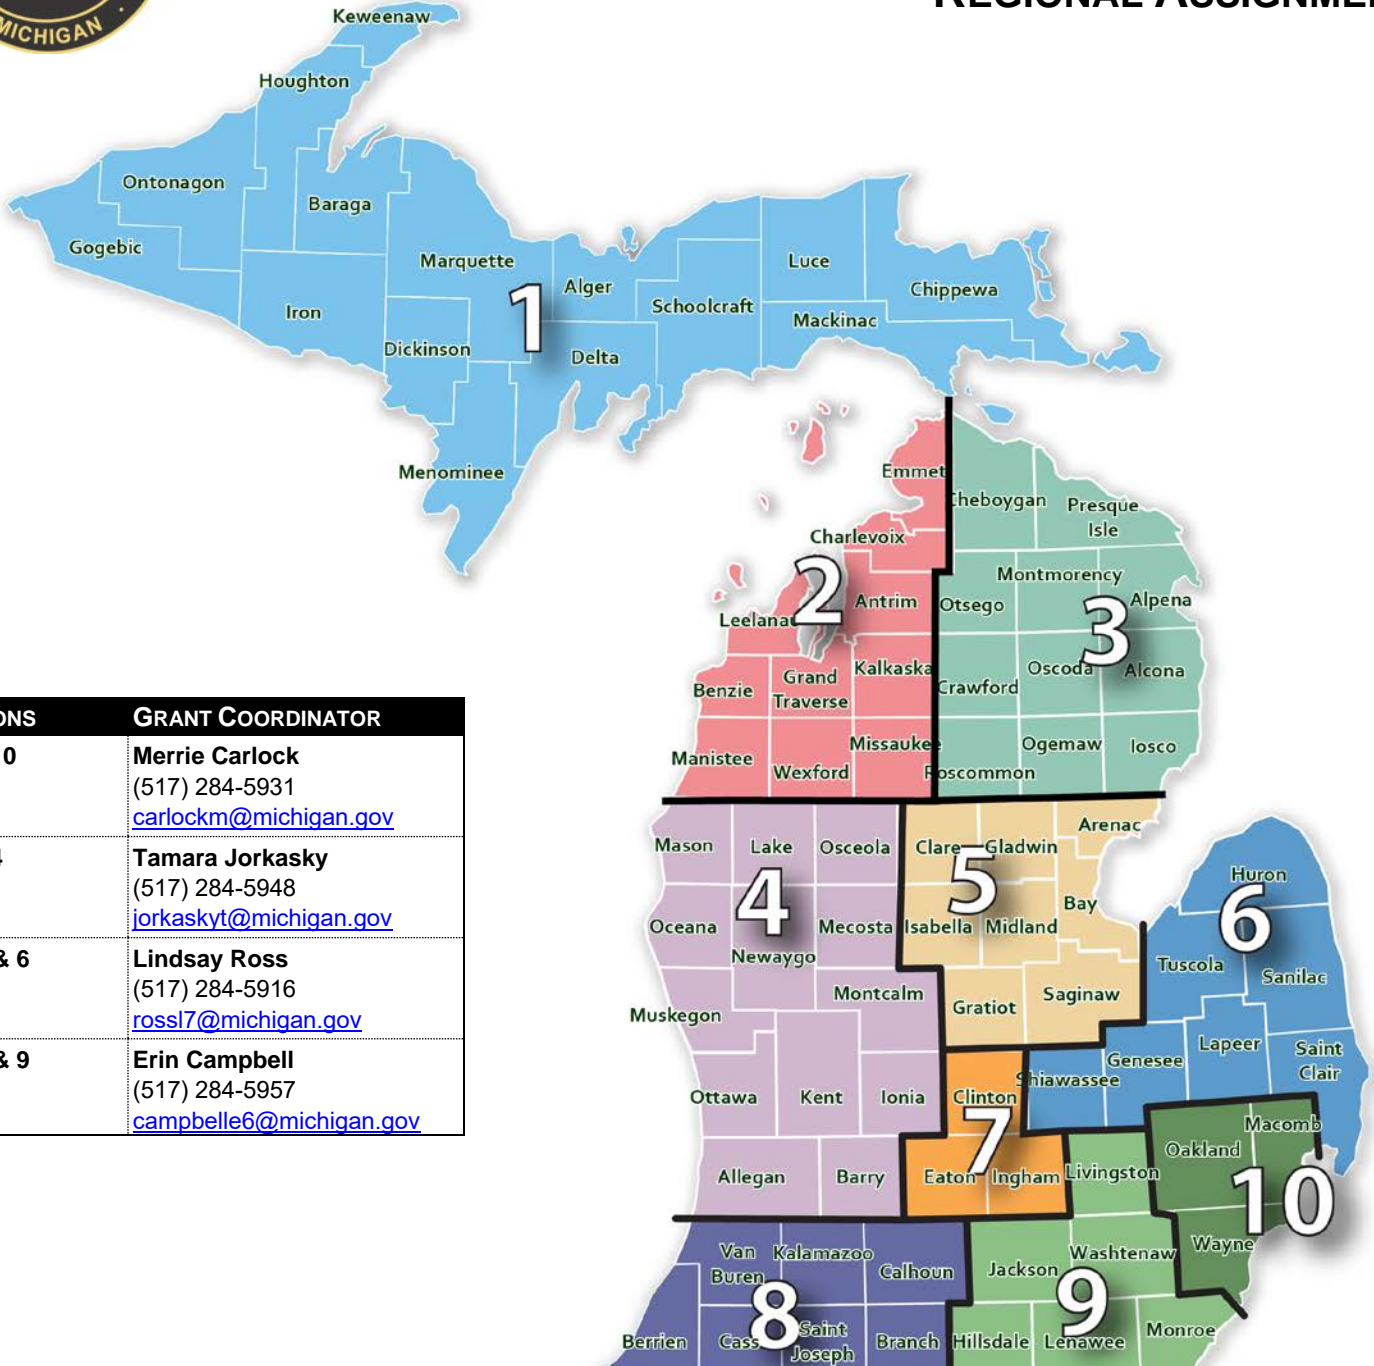 MICHIGAN
REGIONAL ASSIGNME
Keweenaw
Houghton
Ontonagon
Baraga
Gogebic
Marquette
Alger
Luce
Chippewa
Iron
1
Schoolcraft
Mackinac
Dickinson
Delta
Menominee
Emmet
Cheboygan
Presque
Isle
Charlevoix
2
Antrim
Leelanau
Montmorency
Otsego
Alpena
3
Benzie
Grand
Traverse
Kalkaska
Crawford
Oscoda
Alcona
Manistee
Wexford
Missaukee
Roscommon
Ogemaw
Iosco
ONS GRANT COORDINATOR
0 Merrie Carlock
(517) 284-5931
carlockm@michigan.gov
Tamara Jorkasky
(517) 284-5948
jorkaskyt@michigan.gov
& 6 Lindsay Ross
(517) 284-5916
rossl7@michigan.gov
& 9 Erin Campbell
(517) 284-5957
campbelle6@michigan.gov
Mason
Lake
Osceola
Clare
Gladwin
Arenac
4
5
Huron
Oceana
Newaygo
Mecosta
Isabella
Midland
Bay
6
Tuscola
Sanilac
Muskegon
Montcalm
Gratiot
Saginaw
Ottawa
Kent
Ionia
Clinton
Shiawassee
Genesee
Lapeer
Saint
Clair
7
Allegan
Barry
Eaton
Ingham
Livingston
Oakland
Macomb
10
Van
Buren
Kalamazoo
Calhoun
Jackson
Washtenaw
Wayne
8
9
Berrien
Cass
Saint
Joseph
Branch
Hillsdale
Lenawee
Monroe